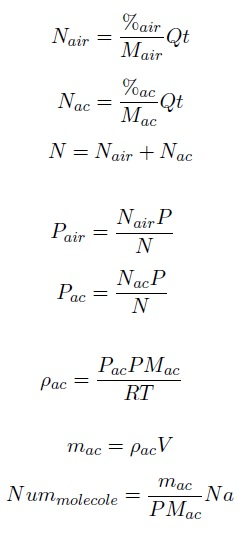 N_{air} = \frac{\%_{air}}{M_{air}} Qt
N_{ac} = \frac{\%_{ac}}{M_{ac}} Qt
N = N_{air} + N_{ac}
P_{air} = \frac{N_{air} P}{N}
P_{ac} = \frac{N_{ac} P}{N}
\rho_{ac} = \frac{P_{ac} P M_{ac}}{RT}
m_{ac} = \rho_{ac} V
Num_{molecole} = \frac{m_{ac}}{P M_{ac}} Na